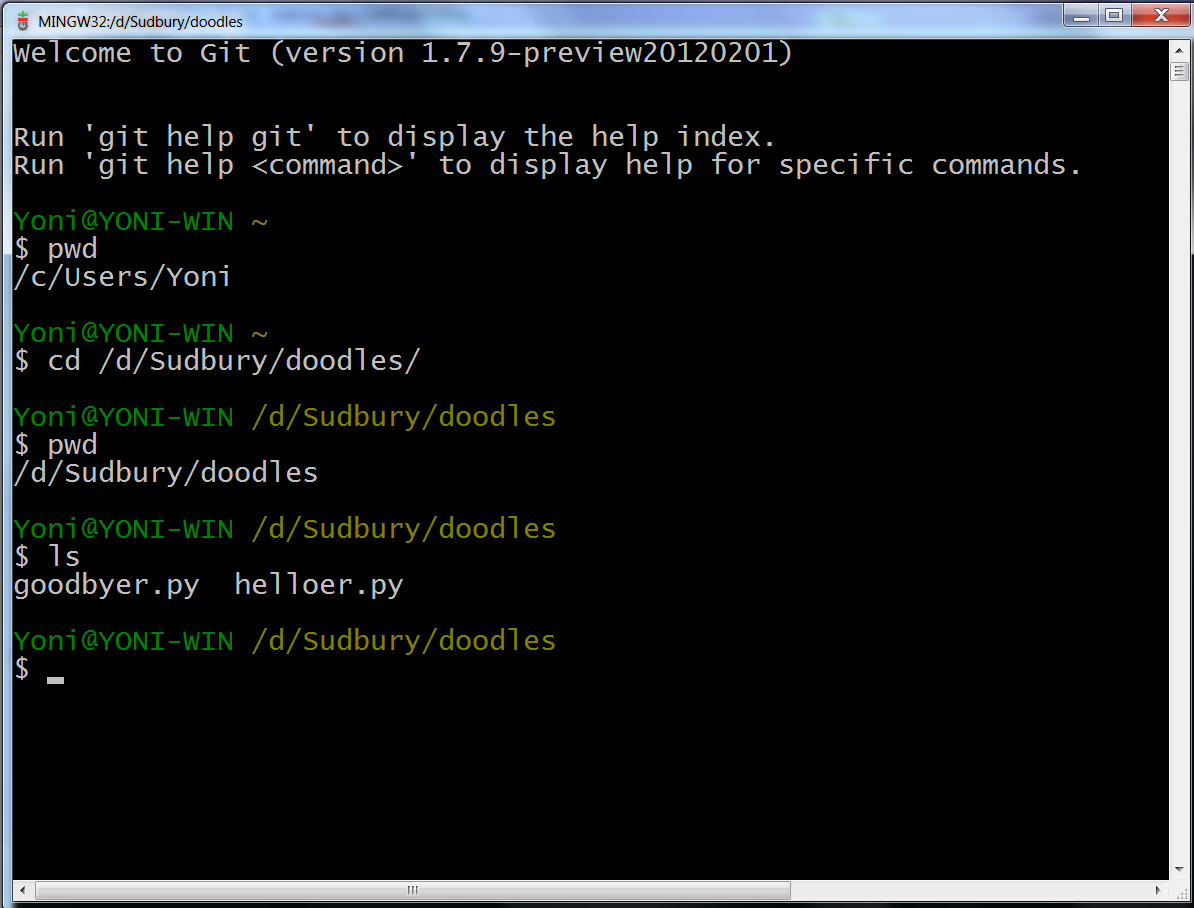 MINGW32:/d/Sudbury/doodles
Welcome to Git (version 1.7.9-preview20120201)
Run 'git help git' to display the help index.
Run 'git help <command>' to display help for specific commands.
Yoni@YONI-WIN ~
$ pwd
/c/Users/Yoni
Yoni@YONI-WIN ~
$ cd /d/Sudbury/doodles/
Yoni@YONI-WIN /d/Sudbury/doodles
$ pwd
/d/Sudbury/doodles
Yoni@YONI-WIN /d/Sudbury/doodles
$ ls
goodbyer.py  helloer.py
Yoni@YONI-WIN /d/Sudbury/doodles
$ _